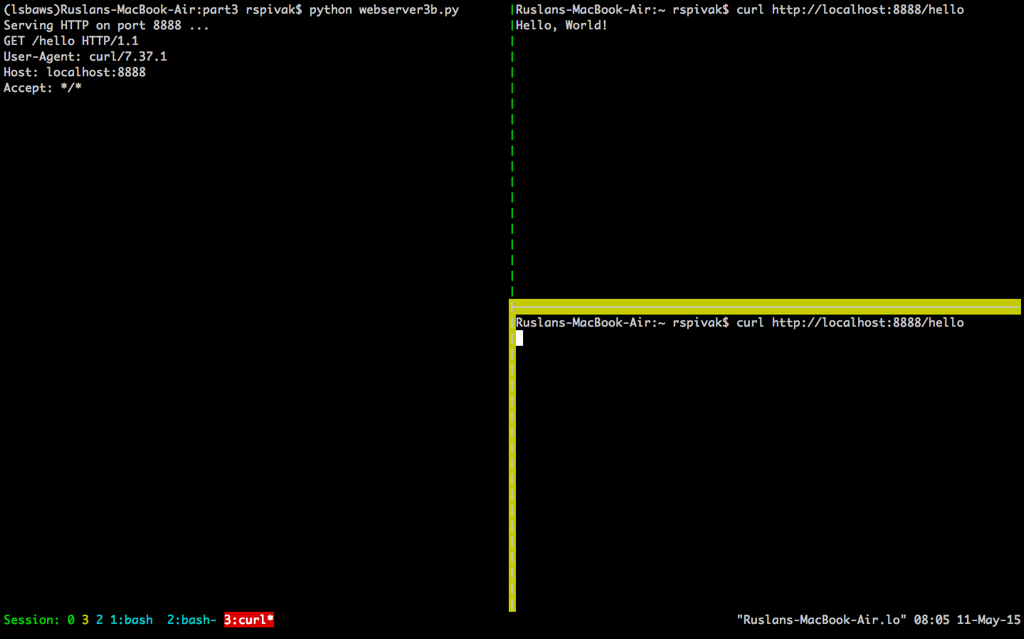 (lsbaws)Ruslans-MacBook-Air:part3 rspivak$ python webserver3b.py
Serving HTTP on port 8888 ...
GET /hello HTTP/1.1
User-Agent: curl/7.37.1
Host: localhost:8888
Accept: */*
Ruslans-MacBook-Air:~ rspivak$ curl http://localhost:8888/hello
Hello, World!
Ruslans-MacBook-Air:~ rspivak$ curl http://localhost:8888/hello
Session: 0 3 2 1:bash  2:bash- 3:curl* "Ruslans-MacBook-Air.lo" 08:05 11-May-15